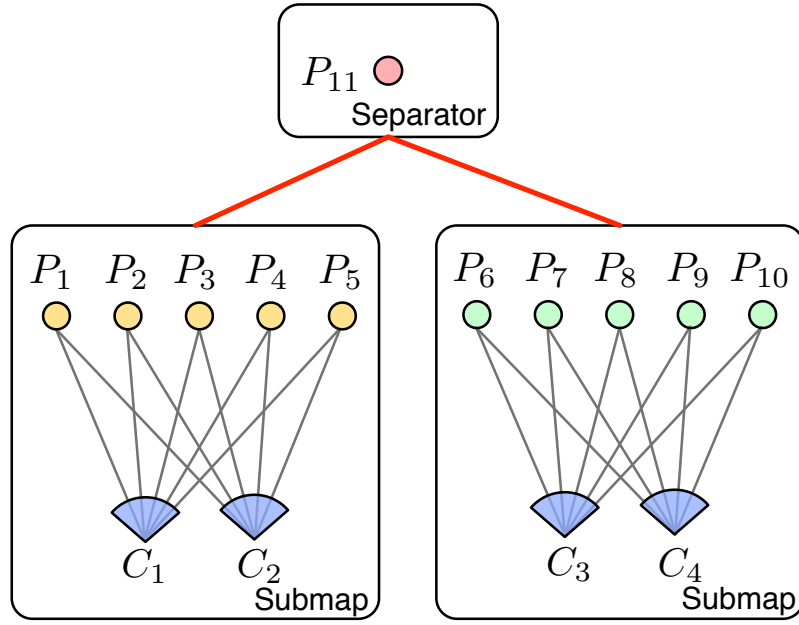 P₁₁
Separator
P₁ P₂ P₃ P₄ P₅
P₆ P₇ P₈ P₉ P₁₀
C₁ C₂
C₃ C₄
Submap
Submap